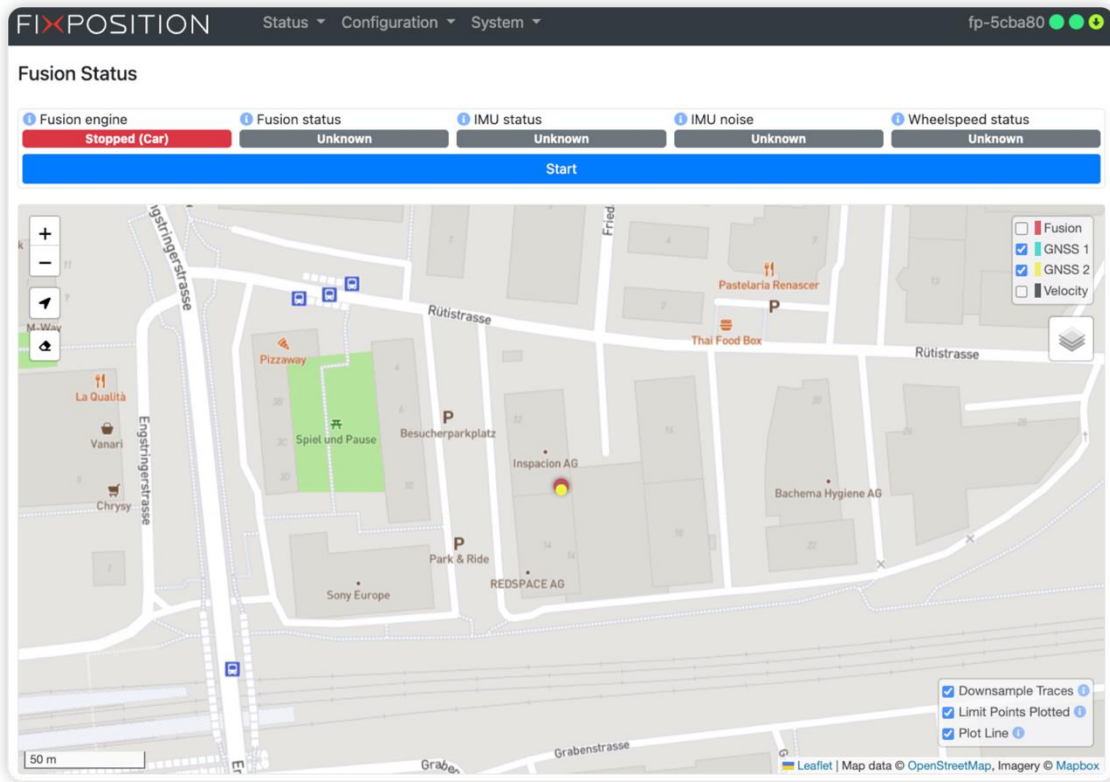 FIXPOSITION Status Configuration System fp-5cba80
Fusion Status
Fusion engine Fusion status IMU status IMU noise Wheelspeed status
Stopped (Car) Unknown Unknown Unknown Unknown
Start
+
−
Fusion
GNSS 1
GNSS 2
Velocity
Engstringerstrasse
Fried
Pastelaria Renascer
P
Rütistrasse
M-Way
Thai Food Box
Rütistrasse
Pizzaway
La Qualità
Vanari
Engstringerstrasse
Spiel und Pause
P
Besucherparkplatz
Inspacion AG
Bachema Hygiene AG
Chrysy
P
Park & Ride
REDSPACE AG
Sony Europe
Downsample Traces
Limit Points Plotted
Plot Line
50 m
Er
Grabe
Grabenstrasse
G
Leaflet | Map data © OpenStreetMap, Imagery © Mapbox